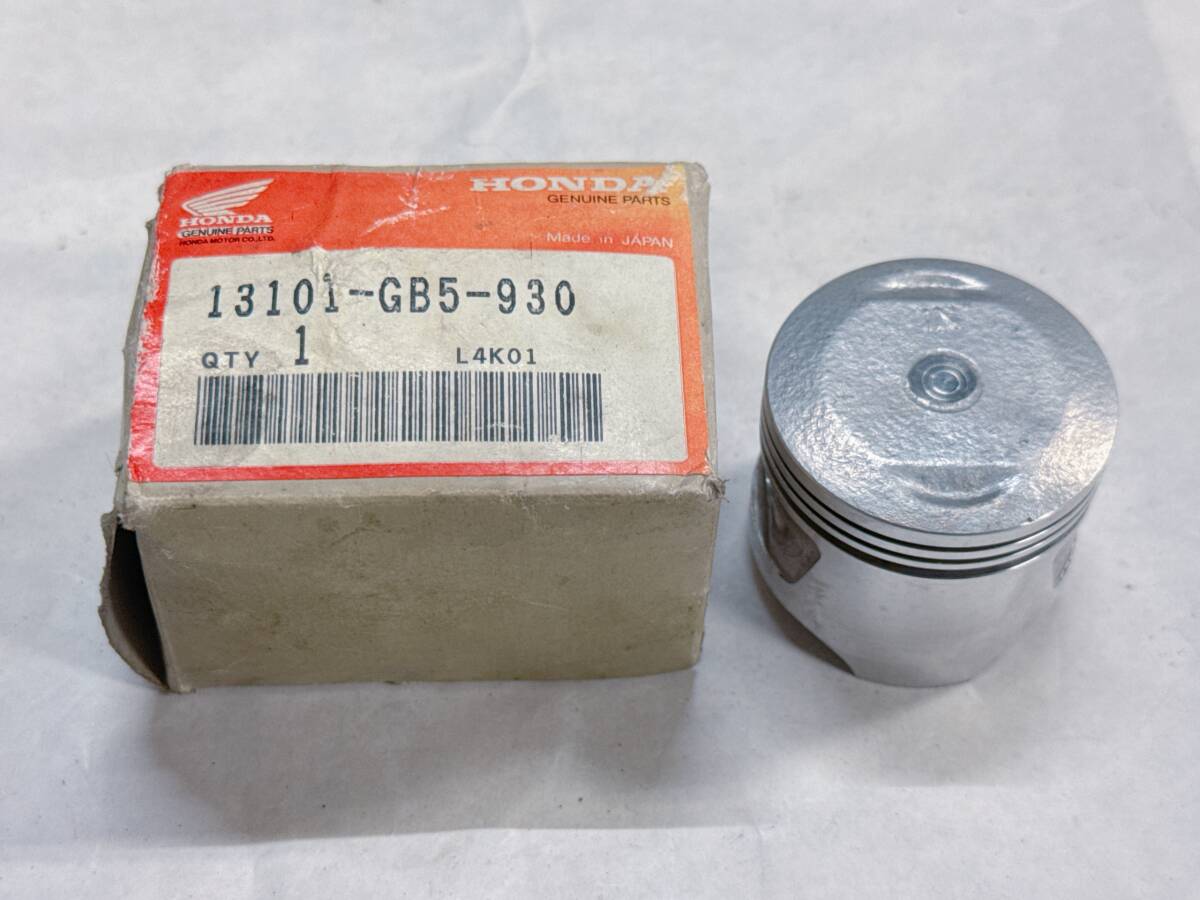 HONDA
GENUINE PARTS
HONDA MOTOR CO.,LTD.
HONDA
GENUINE PARTS
Made in JAPAN
13101-GB5-930
QTY 1 L4K01